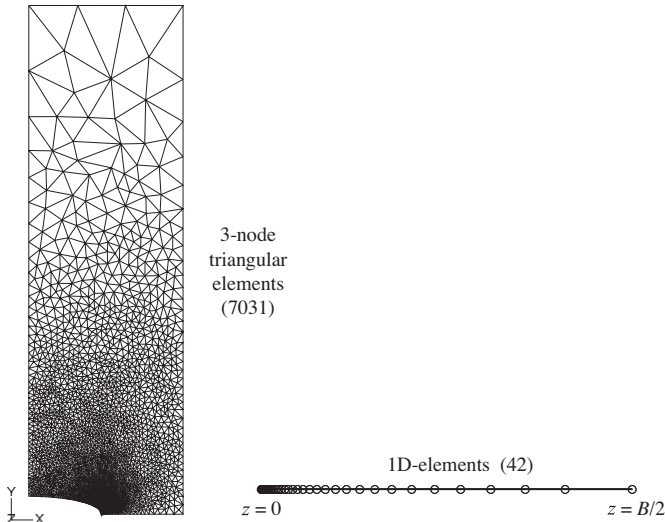 3-node
triangular
elements
(7031)
1D-elements (42)
z = 0
z = B/2
Y
Z X